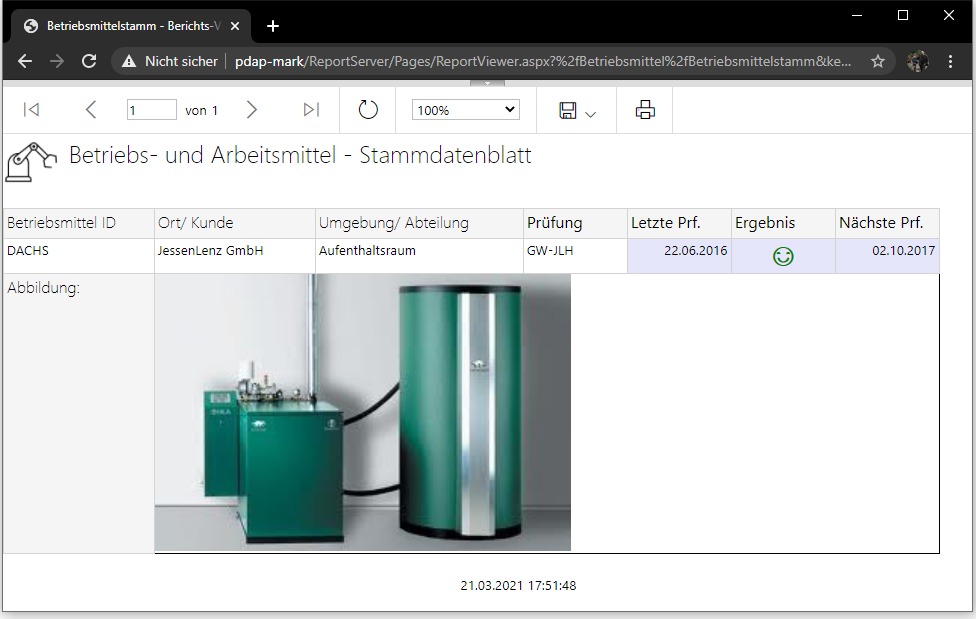 Betriebsmittelstamm - Berichts-V
Nicht sicher | pdap-mark/ReportServer/Pages/ReportViewer.aspx?%2fBetriebsmittel%2fBetriebsmittelstamm&ke...
1 von 1 100%
Betriebs- und Arbeitsmittel - Stammdatenblatt
Betriebsmittel ID Ort/ Kunde Umgebung/ Abteilung Prüfung Letzte Prf. Ergebnis Nächste Prf.
DACHS JessenLenz GmbH Aufenthaltsraum GW-JLH 22.06.2016 02.10.2017
Abbildung:
21.03.2021 17:51:48